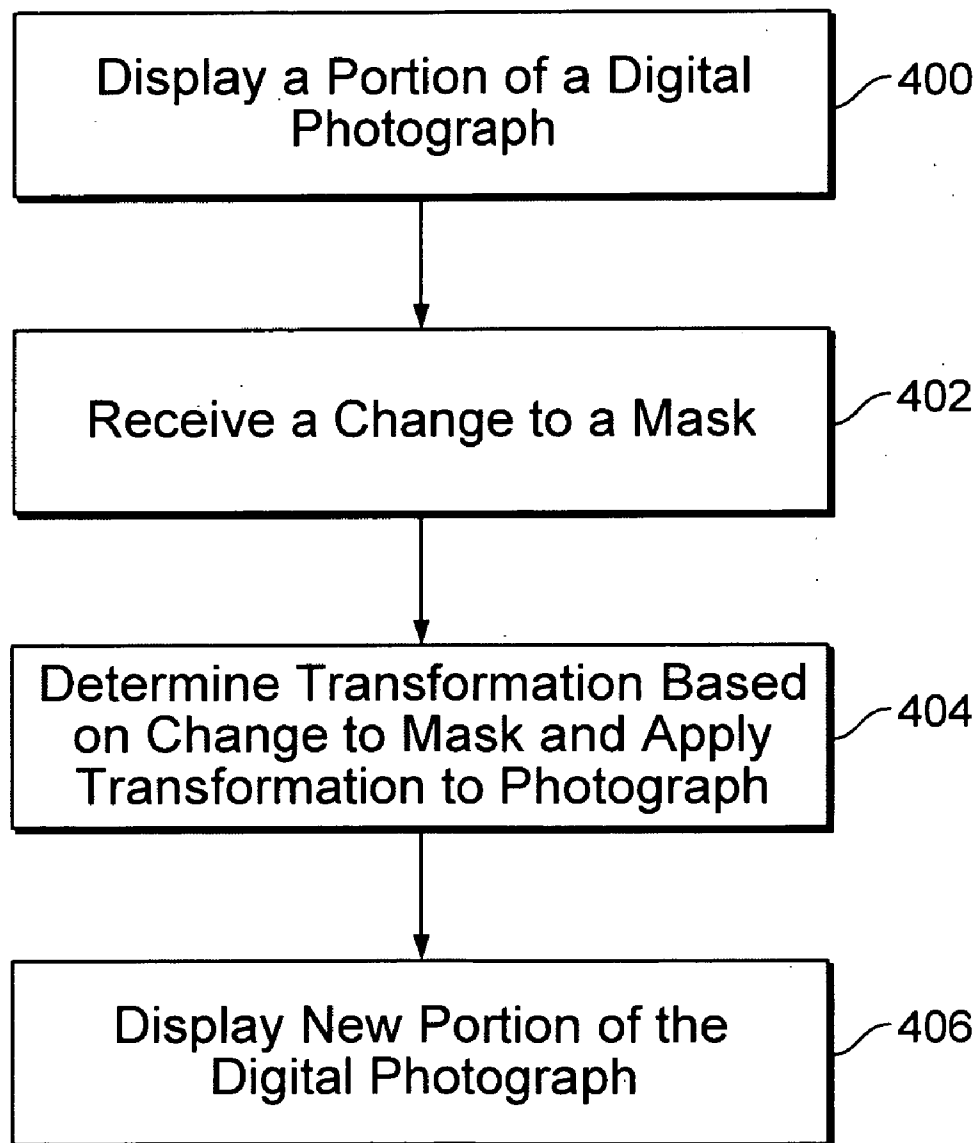 Display a Portion of a Digital
Photograph
400
Receive a Change to a Mask
402
Determine Transformation Based
on Change to Mask and Apply
Transformation to Photograph
404
Display New Portion of the
Digital Photograph
406